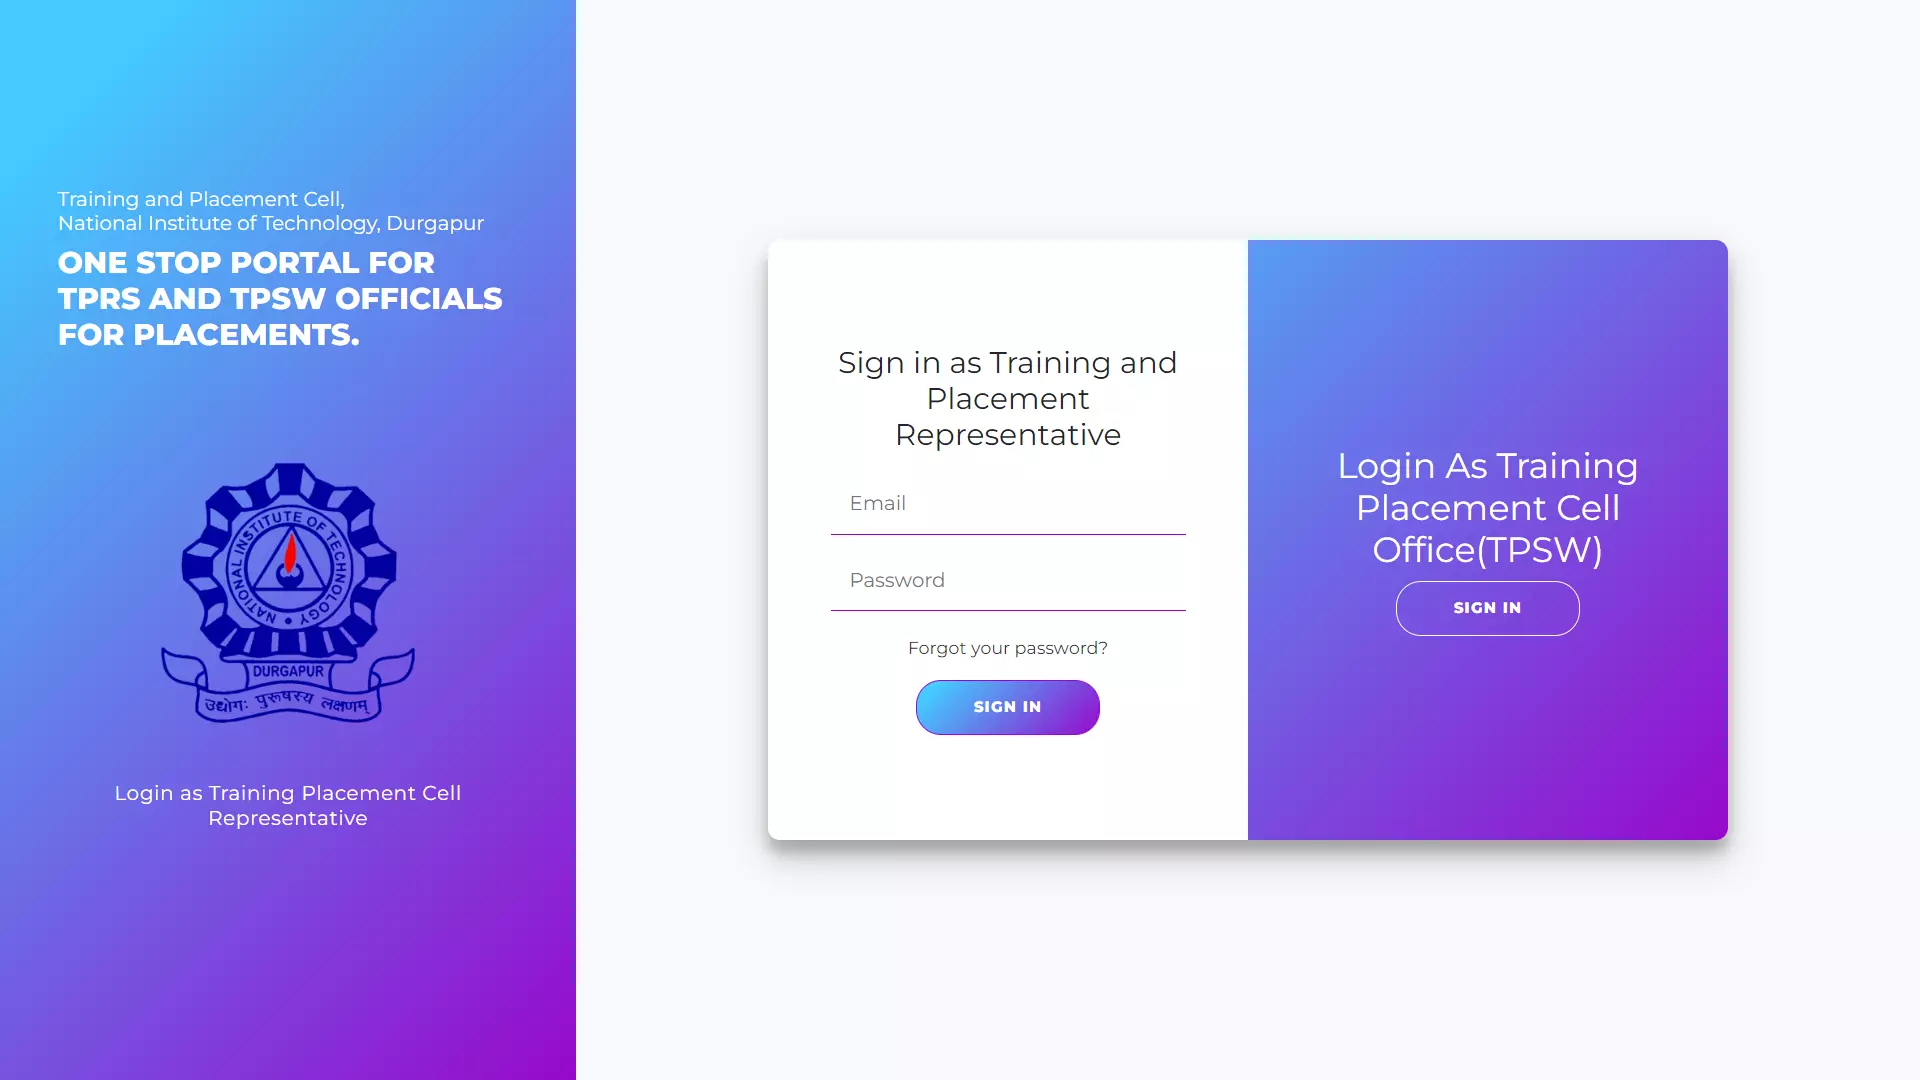 Training and Placement Cell,
National Institute of Technology, Durgapur
ONE STOP PORTAL FOR
TPRS AND TPSW OFFICIALS
FOR PLACEMENTS.
NATIONAL INSTITUTE OF TECHNOLOGY
DURGAPUR
उद्योगः पुरूषस्य लक्षणम्
Login as Training Placement Cell
Representative
Sign in as Training and
Placement
Representative
Email
Password
Forgot your password?
SIGN IN
Login As Training
Placement Cell
Office(TPSW)
SIGN IN